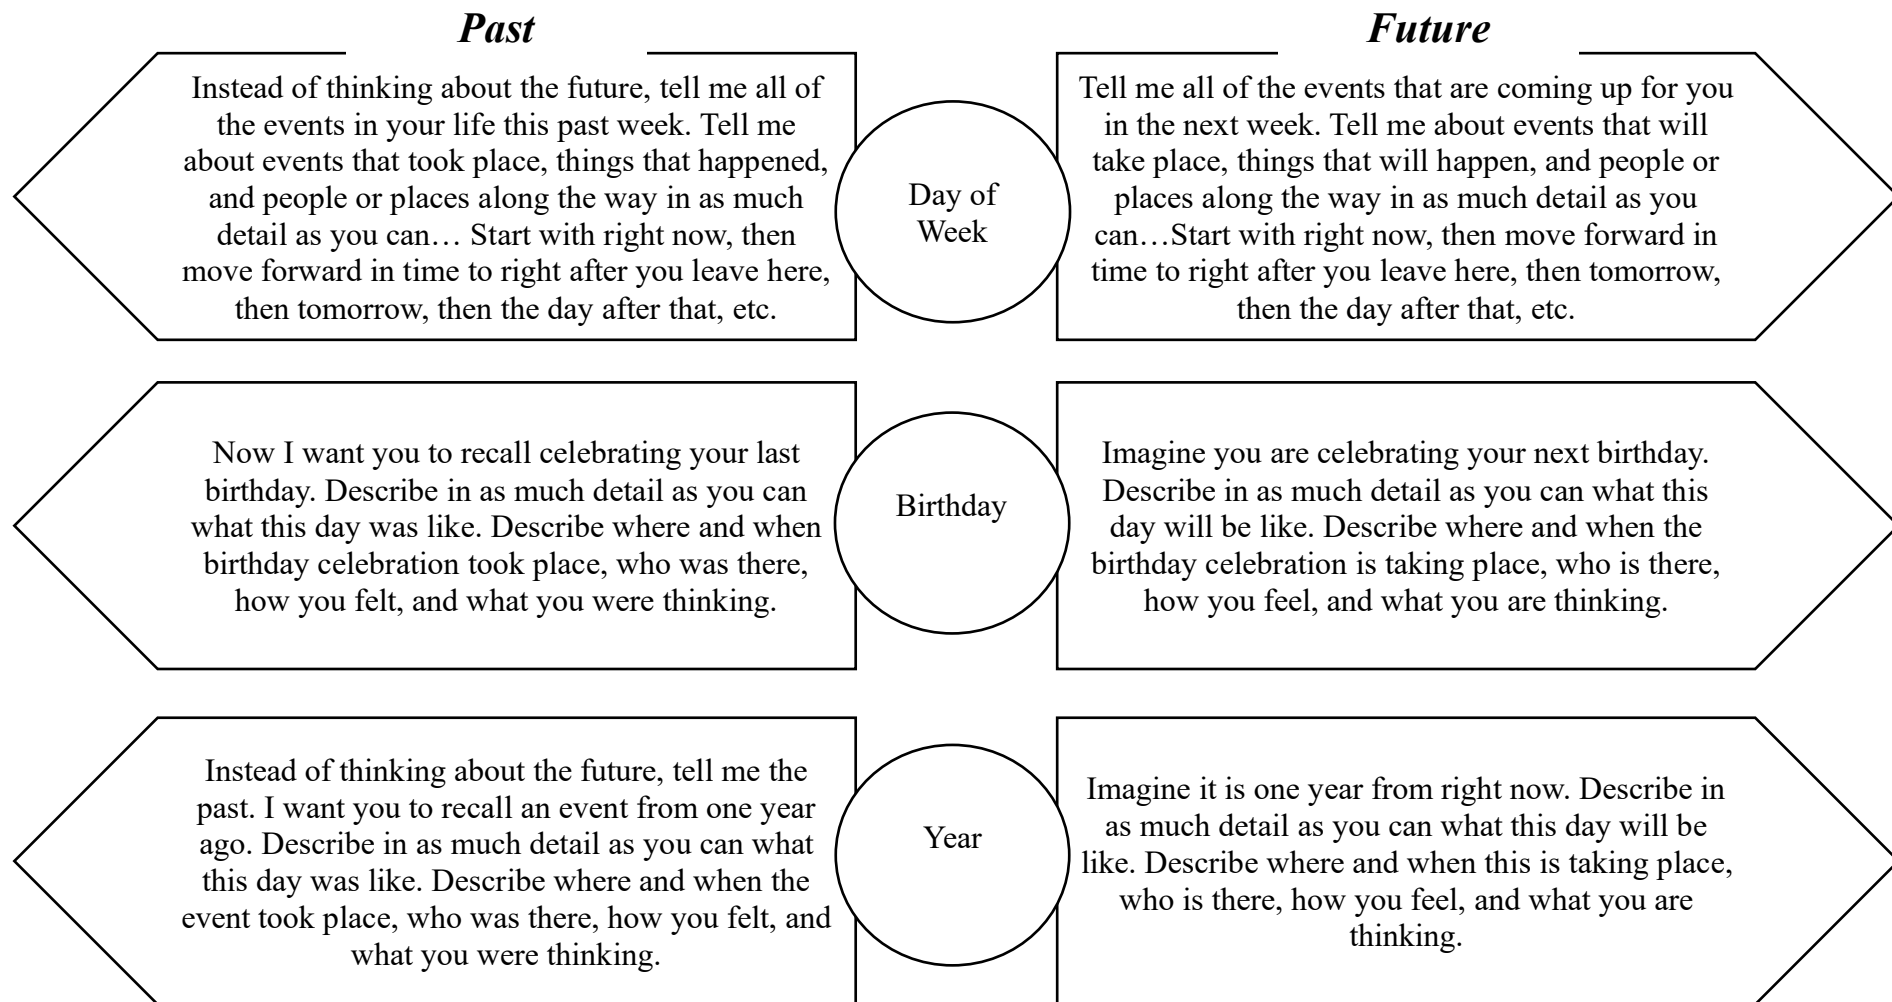 Past
Future
Instead of thinking about the future, tell me all of
the events in your life this past week. Tell me
about events that took place, things that happened,
and people or places along the way in as much
detail as you can… Start with right now, then
move forward in time to right after you leave here,
then tomorrow, then the day after that, etc.
Day of
Week
Tell me all of the events that are coming up for you
in the next week. Tell me about events that will
take place, things that will happen, and people or
places along the way in as much detail as you
can…Start with right now, then move forward in
time to right after you leave here, then tomorrow,
then the day after that, etc.
Now I want you to recall celebrating your last
birthday. Describe in as much detail as you can
what this day was like. Describe where and when
birthday celebration took place, who was there,
how you felt, and what you were thinking.
Birthday
Imagine you are celebrating your next birthday.
Describe in as much detail as you can what this
day will be like. Describe where and when the
birthday celebration is taking place, who is there,
how you feel, and what you are thinking.
Instead of thinking about the future, tell me the
past. I want you to recall an event from one year
ago. Describe in as much detail as you can what
this day was like. Describe where and when the
event took place, who was there, how you felt, and
what you were thinking.
Year
Imagine it is one year from right now. Describe in
as much detail as you can what this day will be
like. Describe where and when this is taking place,
who is there, how you feel, and what you are
thinking.